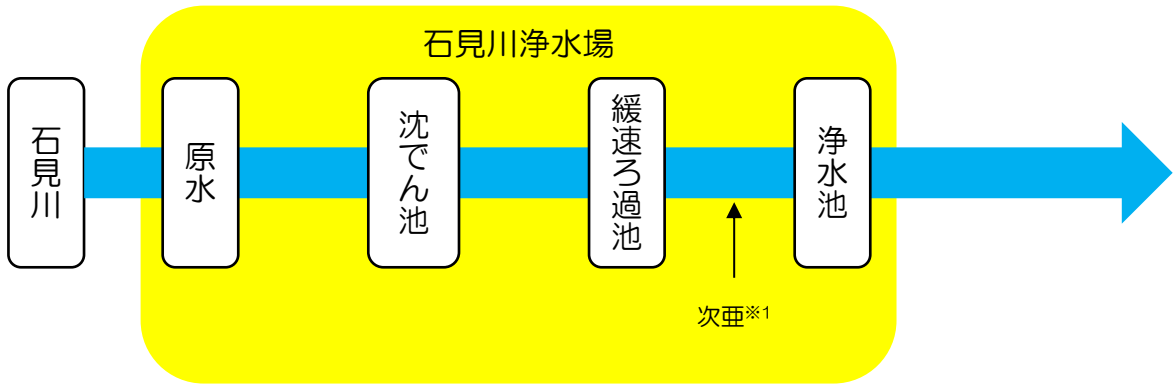 石見川浄水場
石見川
原水
沈でん池
緩速ろ過池
浄水池
次亜※1